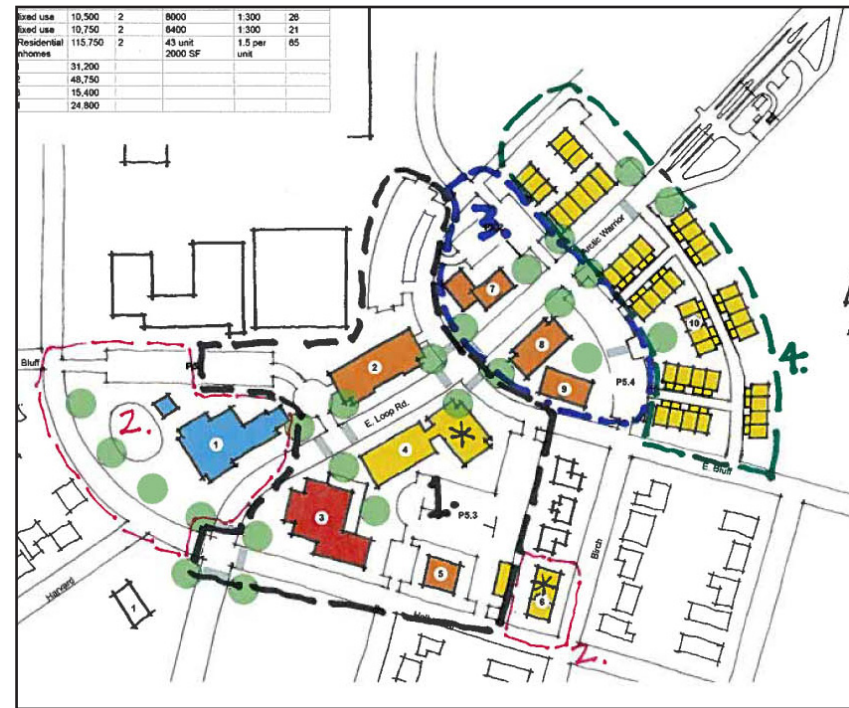 ixed use 10,500 2 8000 1:300 26
ixed use 10,750 2 6400 1:300 21
Residential 115,750 2 43 unit 1.5 per 65
nhomes 2000 SF unit
31,200
48,750
15,400
24,800
3.
Arctic Warrior
7
10
8
4.
2
9
P5.4
Bluff
E. Loop Rd.
2.
1
4
E. Bluff
3
1.
P5.3
5
6
Birch
Harvard
7
2.